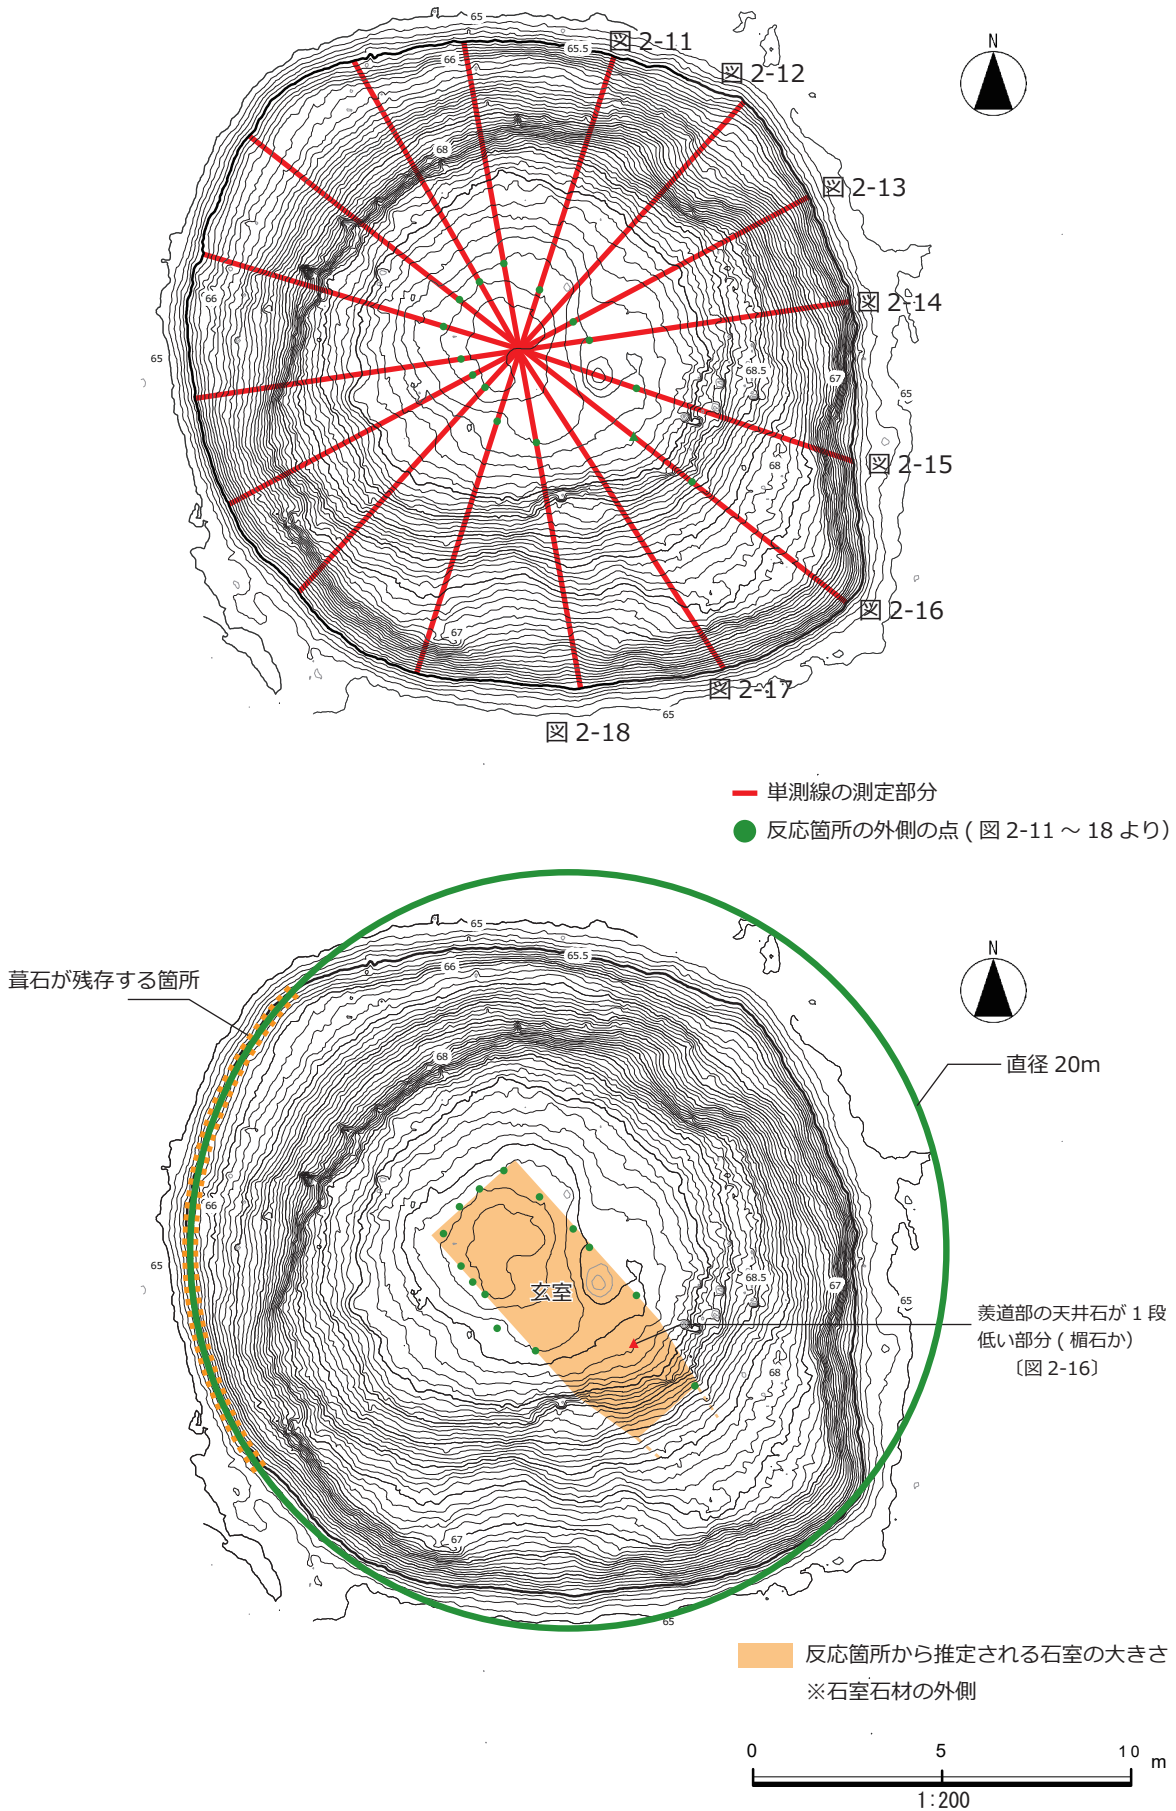 65
65.5
図 2-11
66
図 2-12
N
68
図 2-13
66
図 2-14
65
68.5
67
65
図 2-15
68
図 2-16
67
図 2-17
65
図 2-18
単測線の測定部分
反応箇所の外側の点 ( 図 2-11 ～ 18 より)
65
65.5
N
66
葺石が残存する箇所
68
直径 20m
66
65
68.5
67
玄室
65
羨道部の天井石が 1 段
低い部分 ( 楣石か)
〔図 2-16〕
68
67
65
反応箇所から推定される石室の大きさ
※石室石材の外側
0 5 10 m
1:200